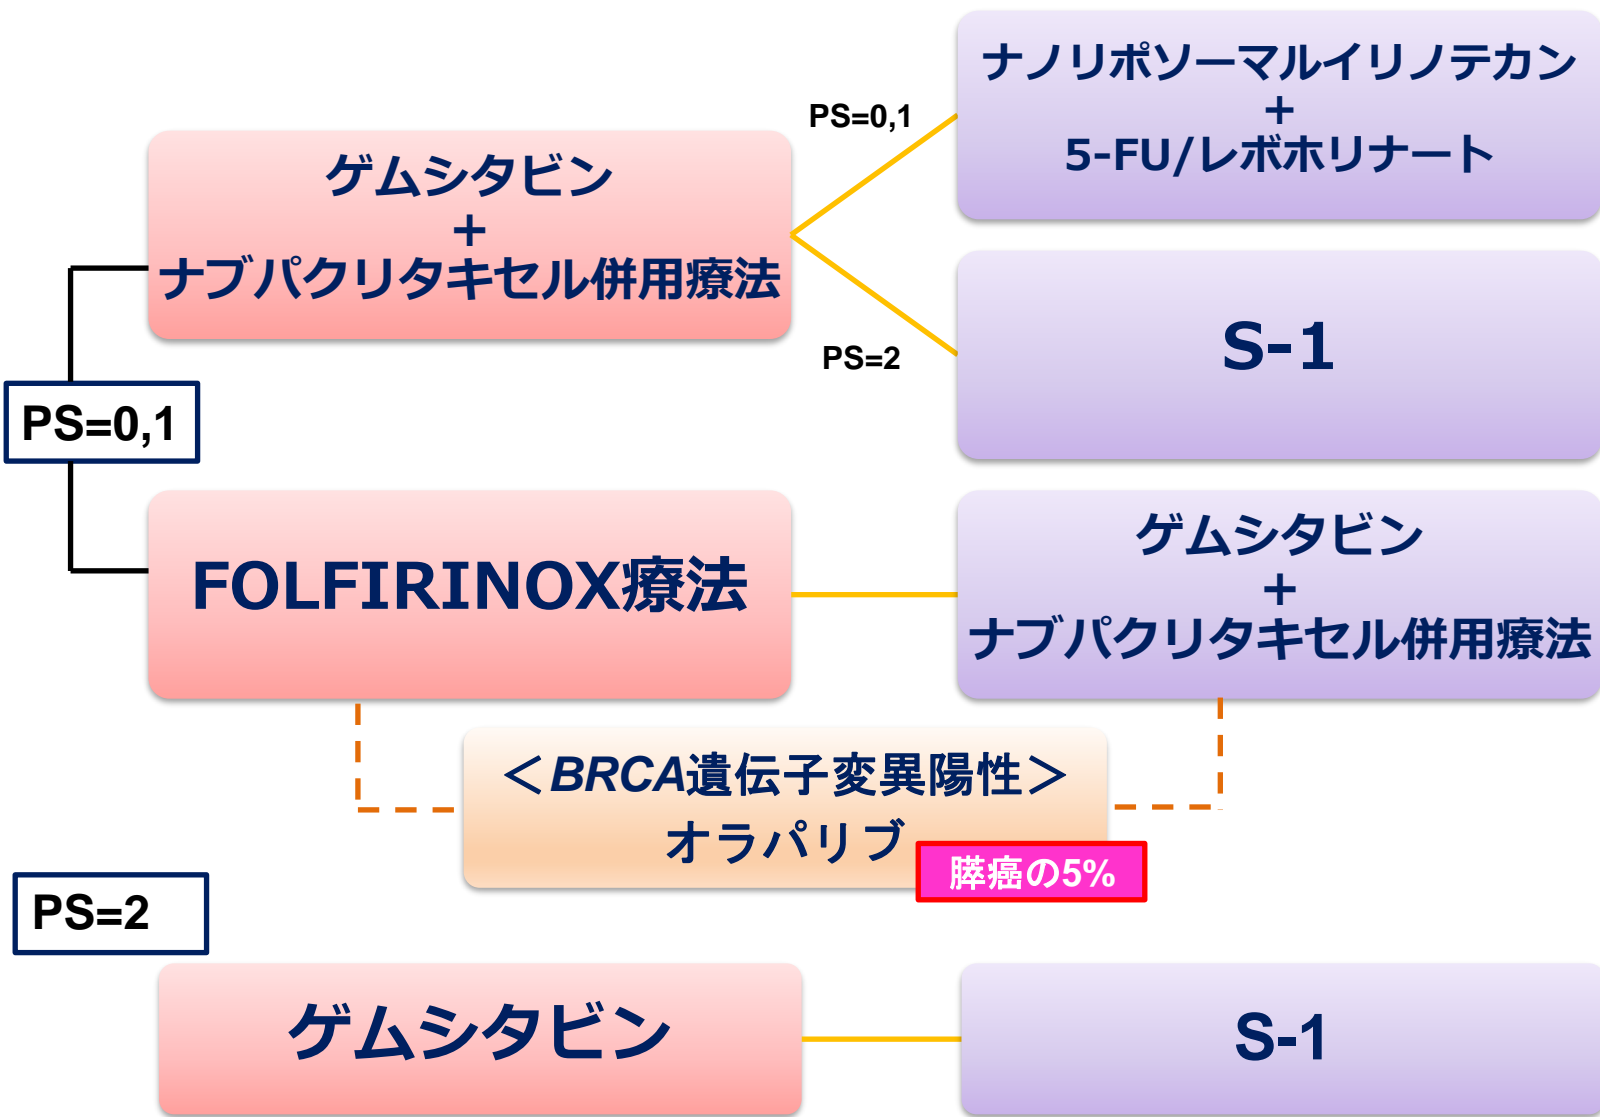 ナノリポソーマルイリノテカン
+
5-FU/レボホリナート
PS=0,1
ゲムシタビン
+
ナブパクリタキセル併用療法
PS=2
S-1
PS=0,1
FOLFIRINOX療法
ゲムシタビン
+
ナブパクリタキセル併用療法
＜BRCA遺伝子変異陽性＞
オラパリブ
膵癌の5%
PS=2
ゲムシタビン
S-1